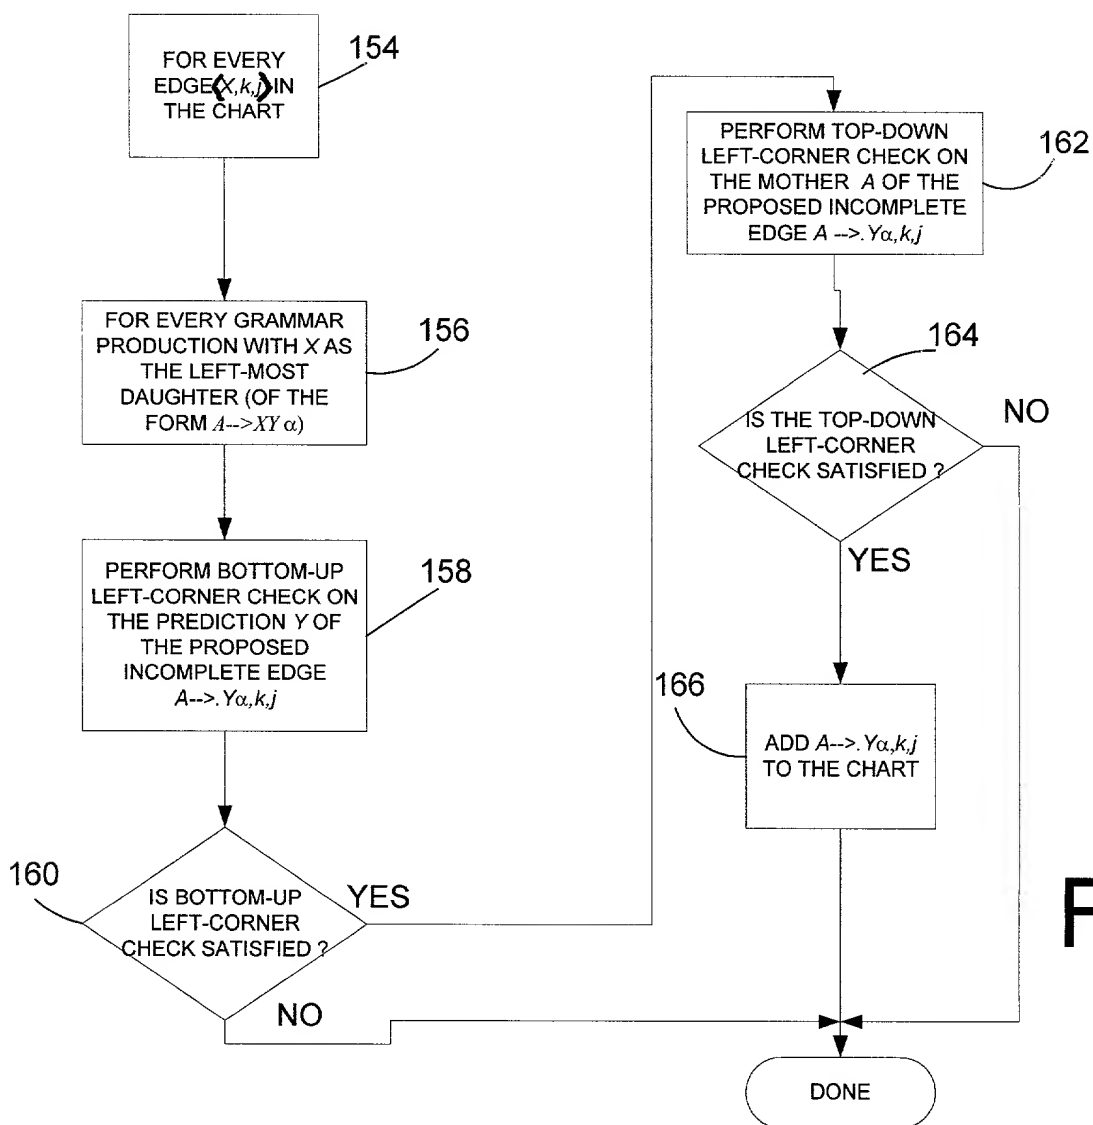 FOR EVERY
EDGE⟨X,k,j⟩IN
THE CHART
154
FOR EVERY GRAMMAR
PRODUCTION WITH X AS
THE LEFT-MOST
DAUGHTER (OF THE
FORM A-->XY α)
156
PERFORM BOTTOM-UP
LEFT-CORNER CHECK ON
THE PREDICTION Y OF
THE PROPOSED
INCOMPLETE EDGE
A-->.Yα,k,j
158
160
IS BOTTOM-UP
LEFT-CORNER
CHECK SATISFIED ?
YES
NO
PERFORM TOP-DOWN
LEFT-CORNER CHECK ON
THE MOTHER A OF THE
PROPOSED INCOMPLETE
EDGE A -->.Yα,k,j
162
164
IS THE TOP-DOWN
LEFT-CORNER
CHECK SATISFIED ?
NO
YES
166
ADD A-->.Yα,k,j
TO THE CHART
DONE
F